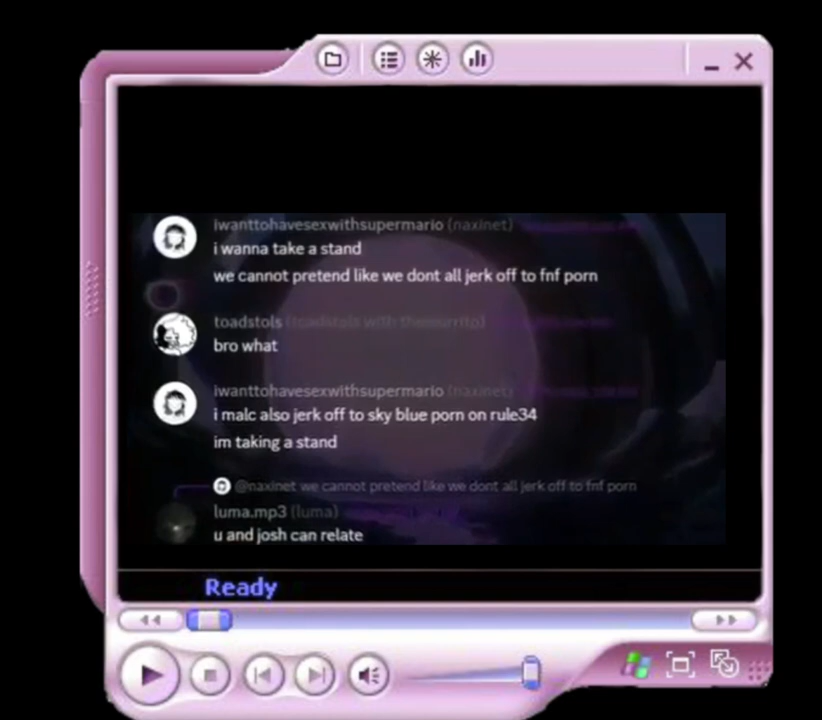 iwanttohavesexwithsupermario (naxinet)
i wanna take a stand
we cannot pretend like we dont all jerk off to fnf porn
toadstols
bro what
iwanttohavesexwithsupermario (naxinet)
i malc also jerk off to sky blue porn on rule34
im taking a stand
@naxinet we cannot pretend like we dont all jerk off to fnf porn
luma.mp3 (luma)
u and josh can relate
Ready